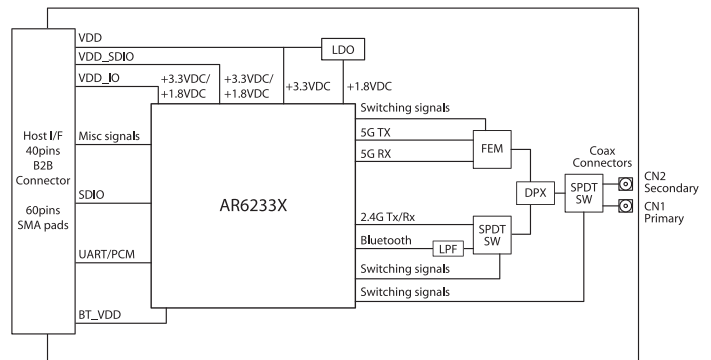 VDD
VDD_SDIO
VDD_IO
LDO
+3.3VDC/
+1.8VDC
+3.3VDC/
+1.8VDC
+3.3VDC
+1.8VDC
Host I/F
40pins
B2B
Connector
60pins
SMA pads
Misc signals
SDIO
UART/PCM
BT_VDD
AR6233X
Switching signals
5G TX
5G RX
FEM
2.4G Tx/Rx
Bluetooth
LPF
SPDT
SW
Switching signals
Switching signals
DPX
Coax
Connectors
SPDT
SW
CN2
Secondary
CN1
Primary